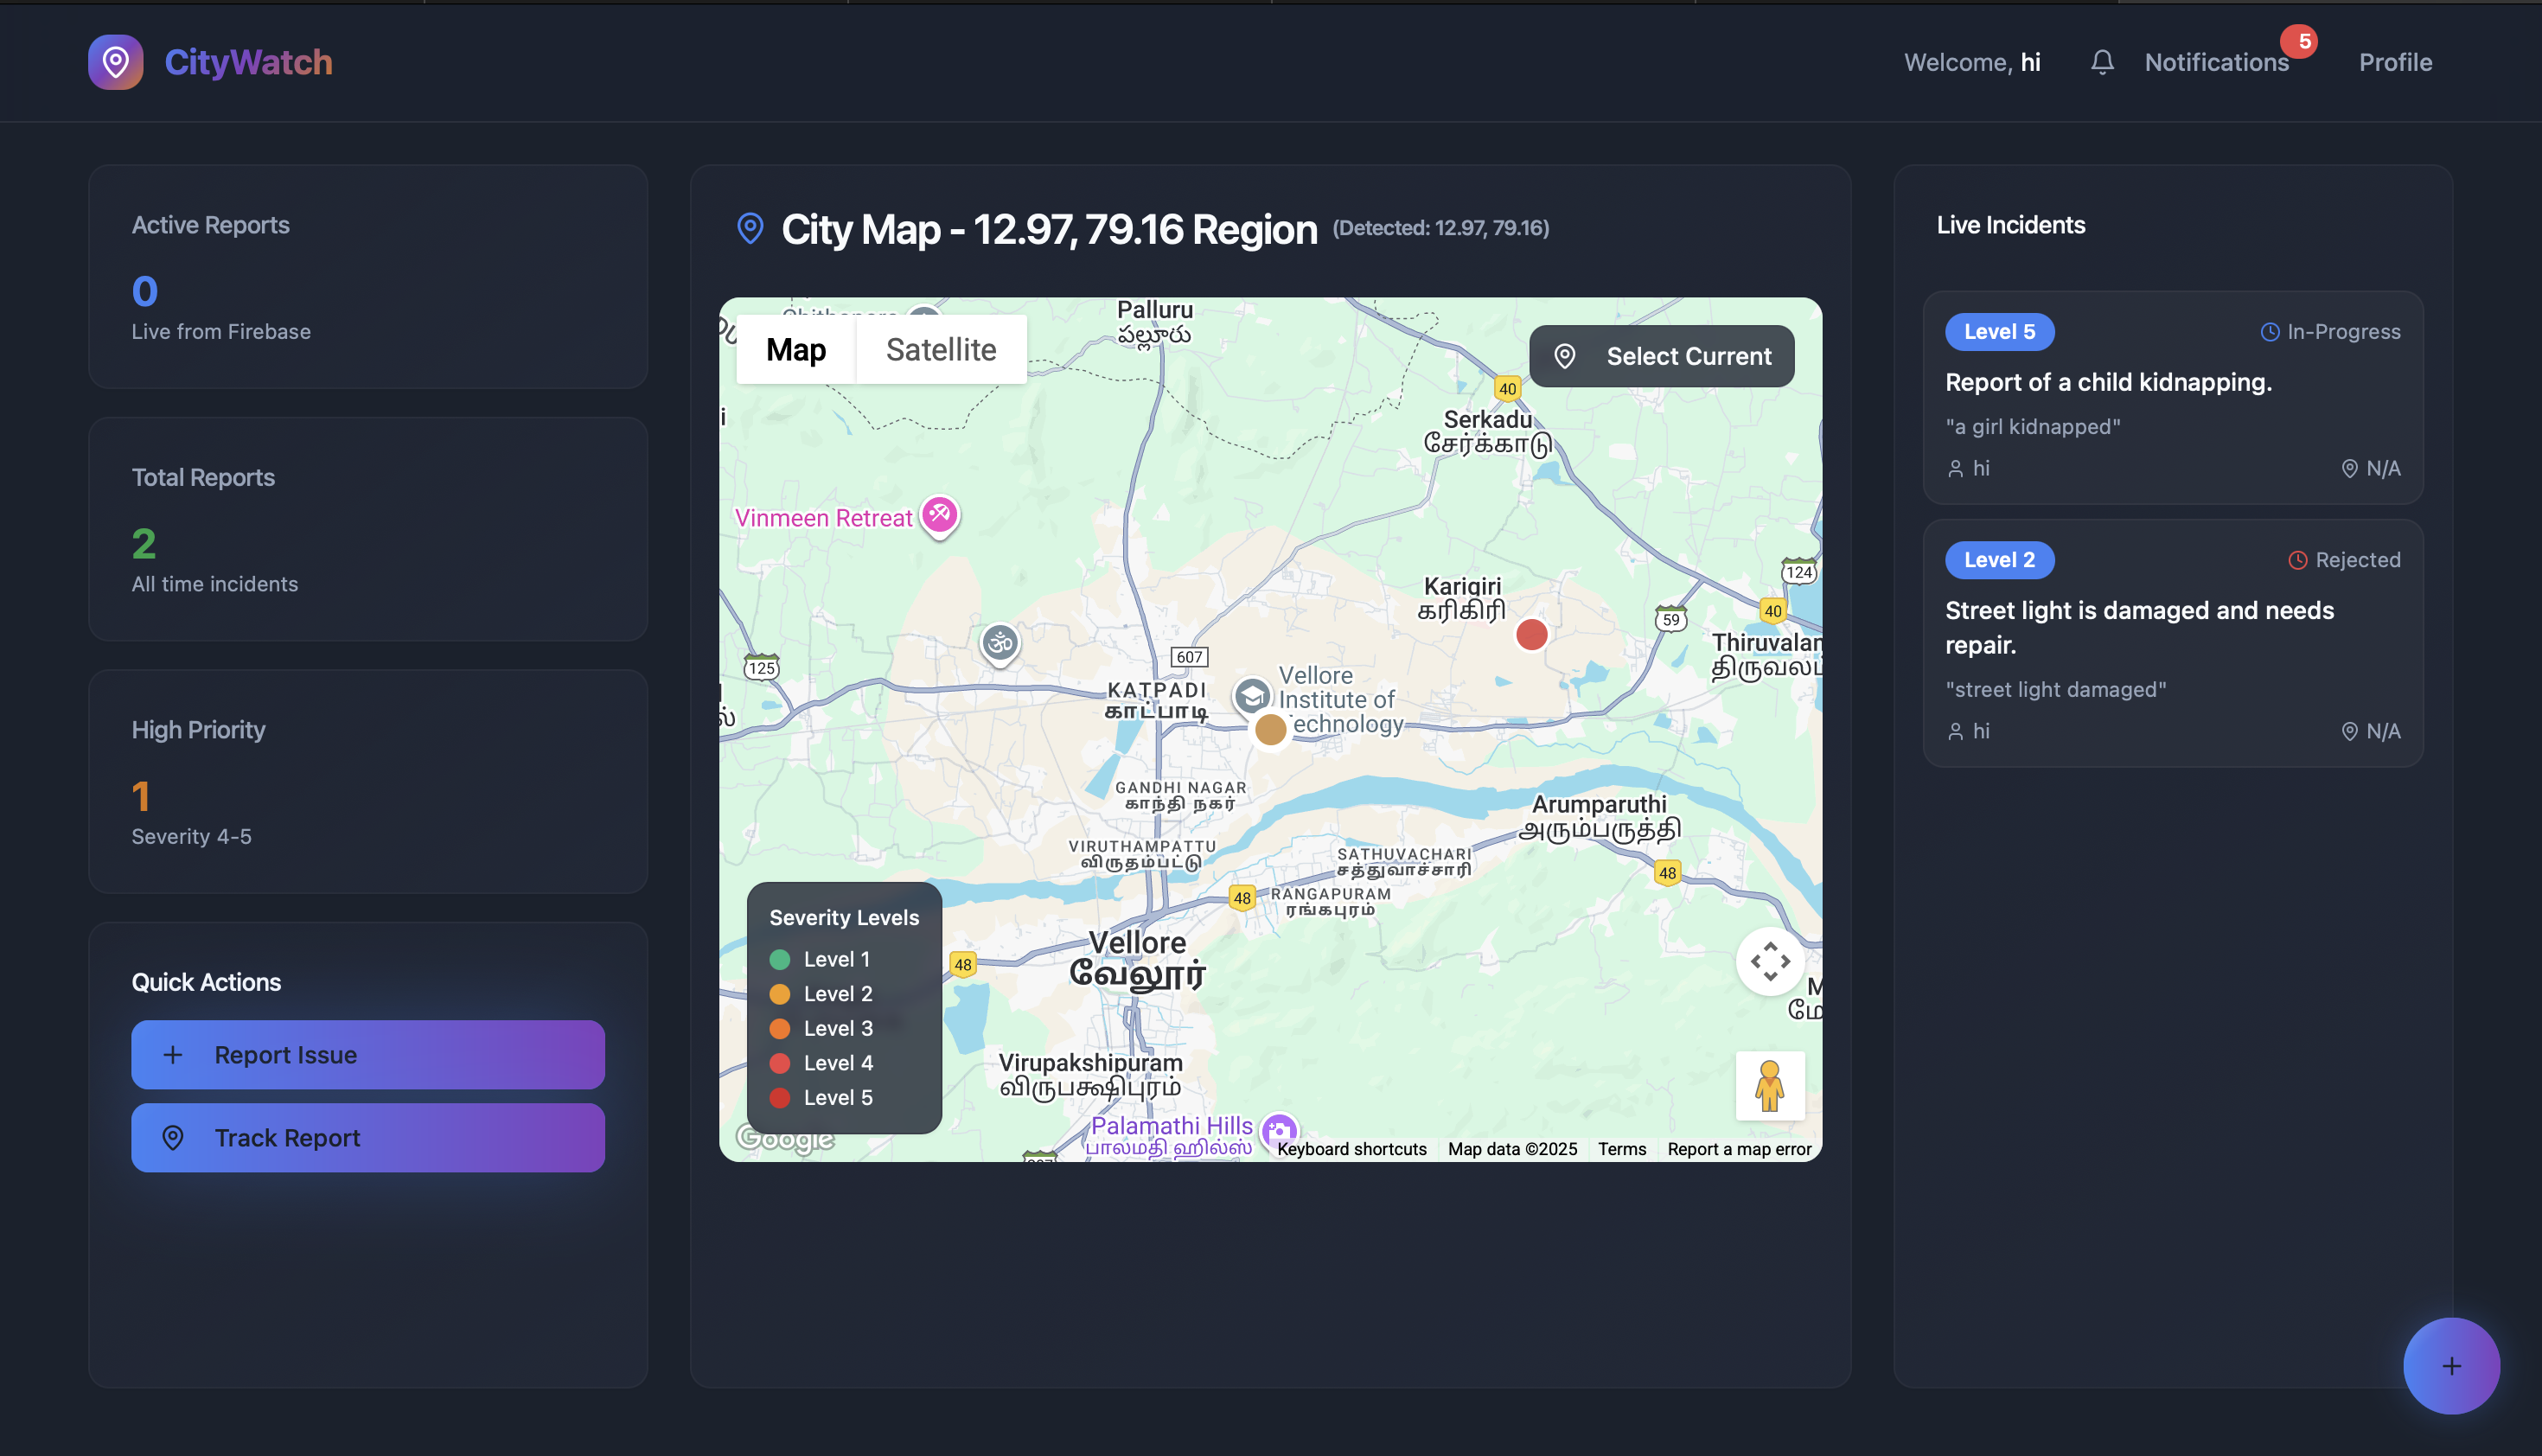 CityWatch
Welcome, hi
Notifications
5
Profile
Active Reports
0
Live from Firebase
Total Reports
2
All time incidents
High Priority
1
Severity 4-5
Quick Actions
Report Issue
Track Report
City Map - 12.97, 79.16 Region (Detected: 12.97, 79.16)
Map
Satellite
Select Current
Palluru
పల్లూరు
40
Serkadu
சேர்க்காடு
Vinmeen Retreat
124
Karigiri
கரிகிரி
40
59
Thiruvalam
125
607
KATPADI
காட்பாடி
Vellore
Institute of
Technology
GANDHI NAGAR
காந்தி நகர்
Arumparuthi
அரும்பருத்தி
VIRUTHAMPATTU
விருதம்பட்டு
SATHUVACHARI
சத்துவாச்சாரி
48
48
RANGAPURAM
ரங்கபுரம்
Vellore
வேலூர்
48
Severity Levels
Level 1
Level 2
Level 3
Level 4
Level 5
Virupakshipuram
விருபக்ஷிபுரம்
Palamathi Hills
பாலமதி ஹில்ஸ்
Google
Keyboard shortcuts
Map data ©2025
Terms
Report a map error
Live Incidents
Level 5
In-Progress
Report of a child kidnapping.
"a girl kidnapped"
hi
N/A
Level 2
Rejected
Street light is damaged and needs
repair.
"street light damaged"
hi
N/A